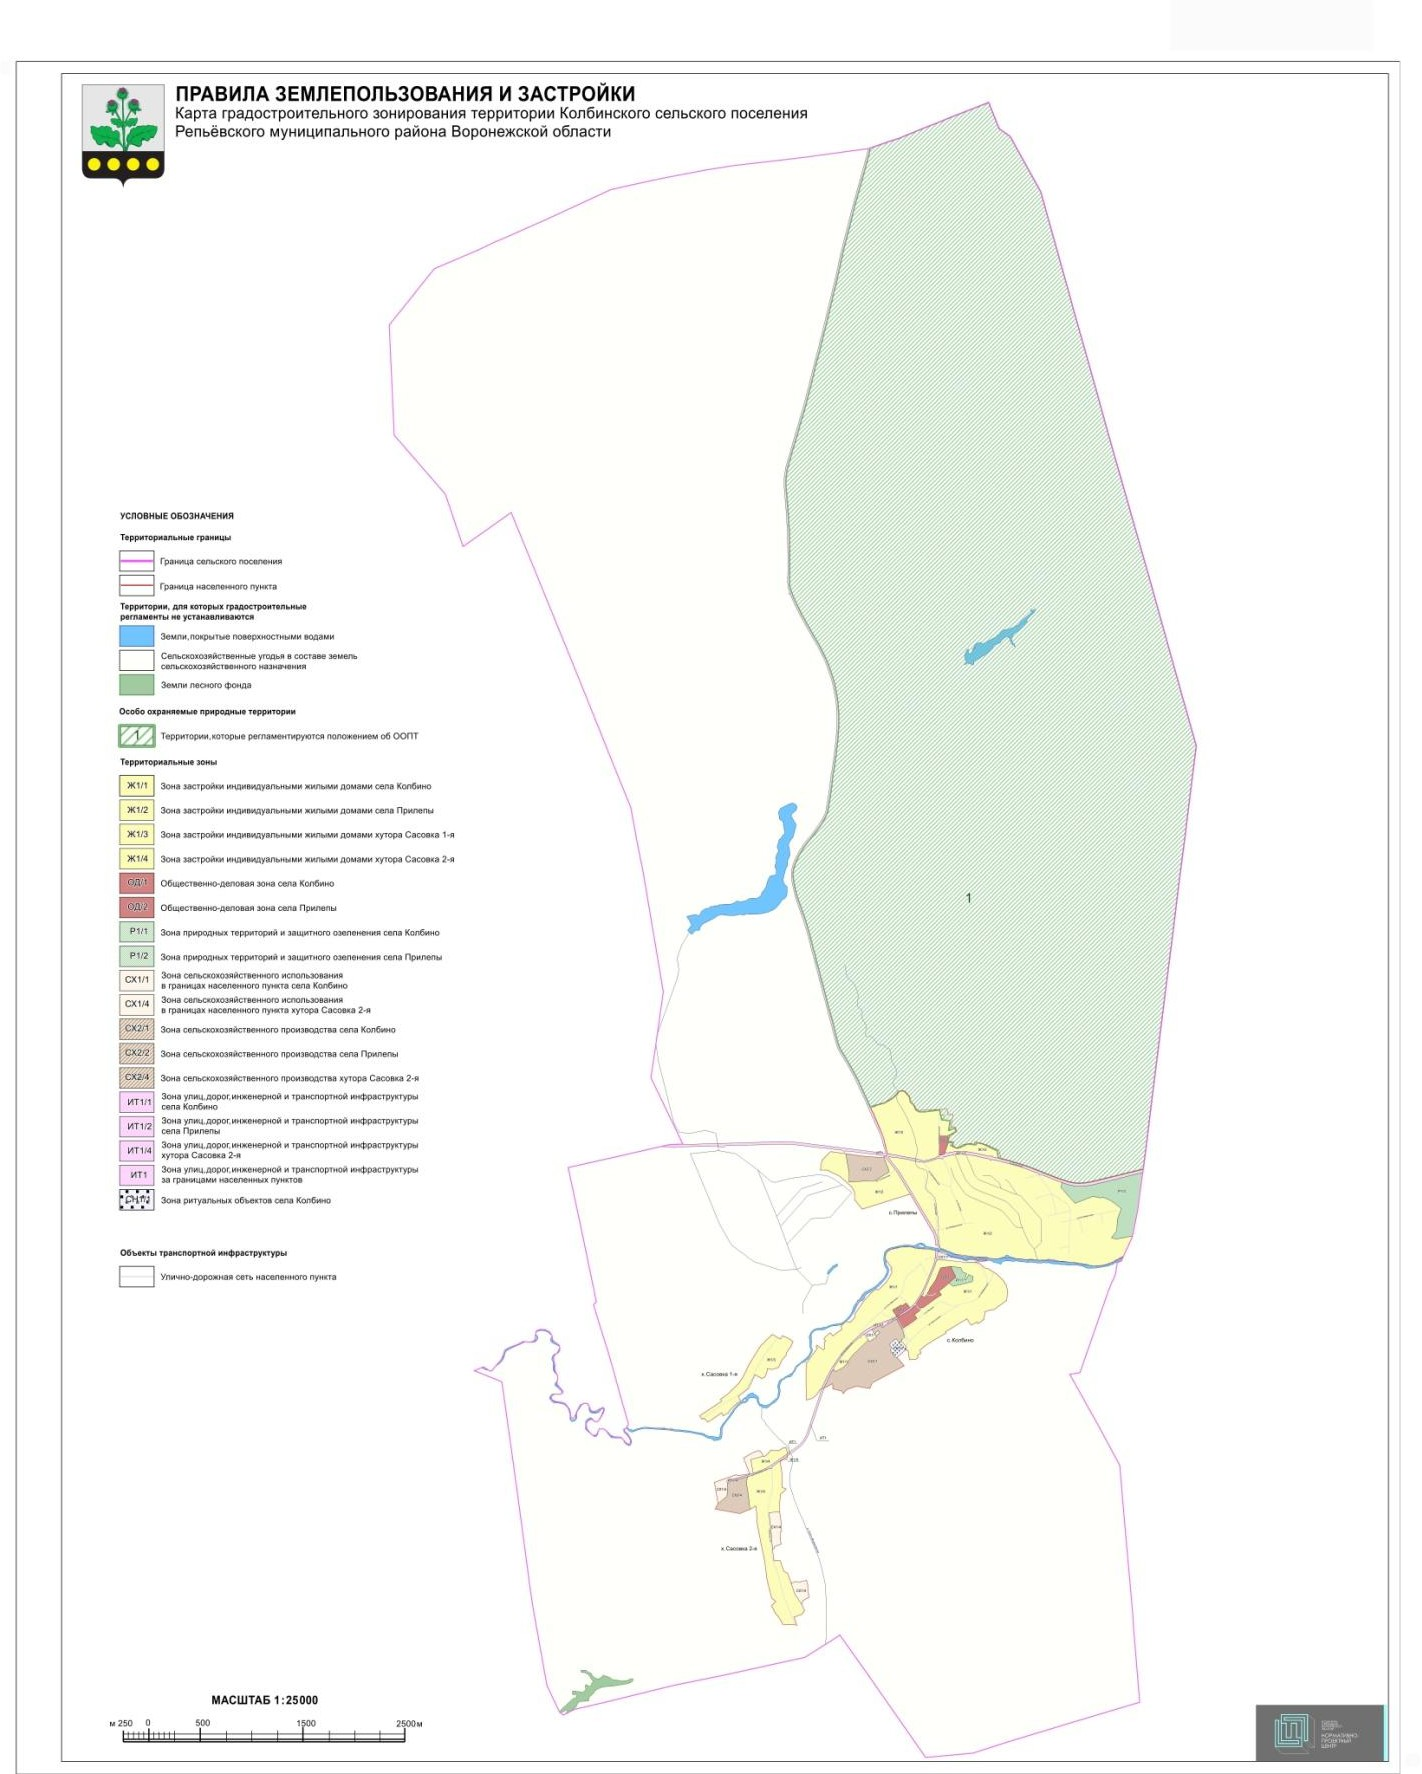 ПРАВИЛА ЗЕМЛЕПОЛЬЗОВАНИЯ И ЗАСТРОЙКИ
Карта градостроительного зонирования территории Колбинского сельского поселения
Репьёвского муниципального района Воронежской области
УСЛОВНЫЕ ОБОЗНАЧЕНИЯ
Территориальные границы
Граница сельского поселения
Граница населенного пункта
Территории, для которых градостроительные
регламенты не устанавливаются
Земли,покрытые поверхностными водами
Сельскохозяйственные угодья в составе земель
сельскохозяйственного назначения
Земли лесного фонда
Особо охраняемые природные территории
1 Территории,которые регламентируются положением об ООПТ
Территориальные зоны
Ж1/1 Зона застройки индивидуальными жилыми домами села Колбино
Ж1/2 Зона застройки индивидуальными жилыми домами села Прилепы
Ж1/3 Зона застройки индивидуальными жилыми домами хутора Сасовка 1-я
Ж1/4 Зона застройки индивидуальными жилыми домами хутора Сасовка 2-я
ОД/1 Общественно-деловая зона села Колбино
ОД/2 Общественно-деловая зона села Прилепы
Р1/1 Зона природных территорий и защитного озеленения села Колбино
Р1/2 Зона природных территорий и защитного озеленения села Прилепы
СХ1/1 Зона сельскохозяйственного использования
в границах населенного пункта села Колбино
СХ1/4 Зона сельскохозяйственного использования
в границах населенного пункта хутора Сасовка 2-я
СХ2/1 Зона сельскохозяйственного производства села Колбино
СХ2/2 Зона сельскохозяйственного производства села Прилепы
СХ2/4 Зона сельскохозяйственного производства хутора Сасовка 2-я
ИТ1/1 Зона улиц,дорог,инженерной и транспортной инфраструктуры
села Колбино
ИТ1/2 Зона улиц,дорог,инженерной и транспортной инфраструктуры
села Прилепы
ИТ1/4 Зона улиц,дорог,инженерной и транспортной инфраструктуры
хутора Сасовка 2-я
ИТ1 Зона улиц,дорог,инженерной и транспортной инфраструктуры
за границами населенных пунктов
Зона ритуальных объектов села Колбино
Объекты транспортной инфраструктуры
Улично-дорожная сеть населенного пункта
1
с. Прилепы
с. Колбино
х. Сасовка 1-я
х. Сасовка 2-я
МАСШТАБ 1:25000
м 250 0 500 1500 2500м
НОРМАТИВНО
ПРОЕКТНЫЙ
ЦЕНТР